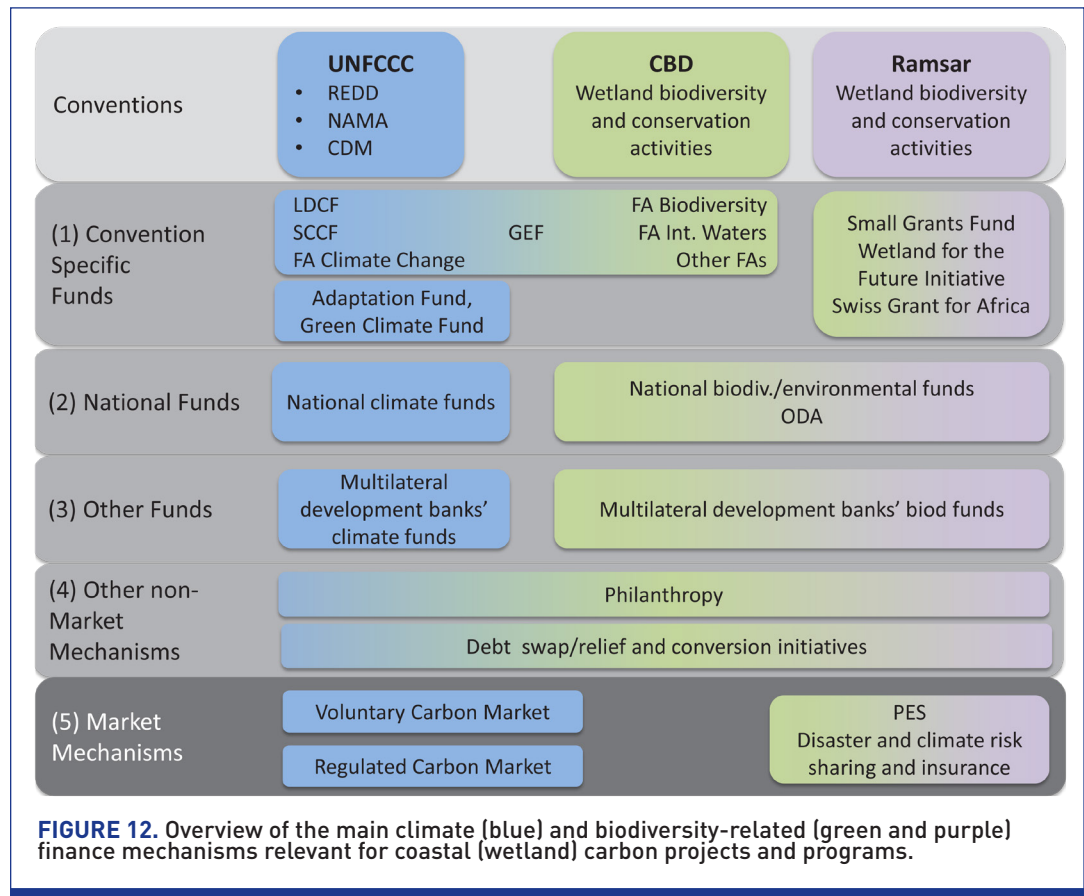 Conventions
UNFCCC
• REDD
• NAMA
• CDM
CBD
Wetland biodiversity
and conservation
activities
Ramsar
Wetland biodiversity
and conservation
activities
(1) Convention
Specific
Funds
LDCF
SCCF
FA Climate Change
GEF
FA Biodiversity
FA Int. Waters
Other FAs
Adaptation Fund,
Green Climate Fund
Small Grants Fund
Wetland for the
Future Initiative
Swiss Grant for Africa
(2) National Funds
National climate funds
National biodiv./environmental funds
ODA
(3) Other Funds
Multilateral
development banks’
climate funds
Multilateral development banks’ biod funds
(4) Other non-
Market
Mechanisms
Philanthropy
Debt swap/relief and conversion initiatives
(5) Market
Mechanisms
Voluntary Carbon Market
Regulated Carbon Market
PES
Disaster and climate risk
sharing and insurance
FIGURE 12. Overview of the main climate (blue) and biodiversity-related (green and purple)
finance mechanisms relevant for coastal (wetland) carbon projects and programs.